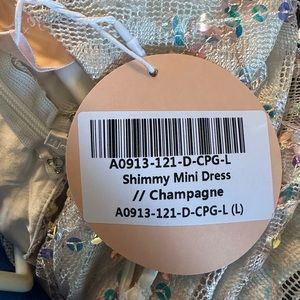 A0913-121-D-CPG-L
Shimmy Mini Dress
// Champagne
A0913-121-D-CPG-L (L)